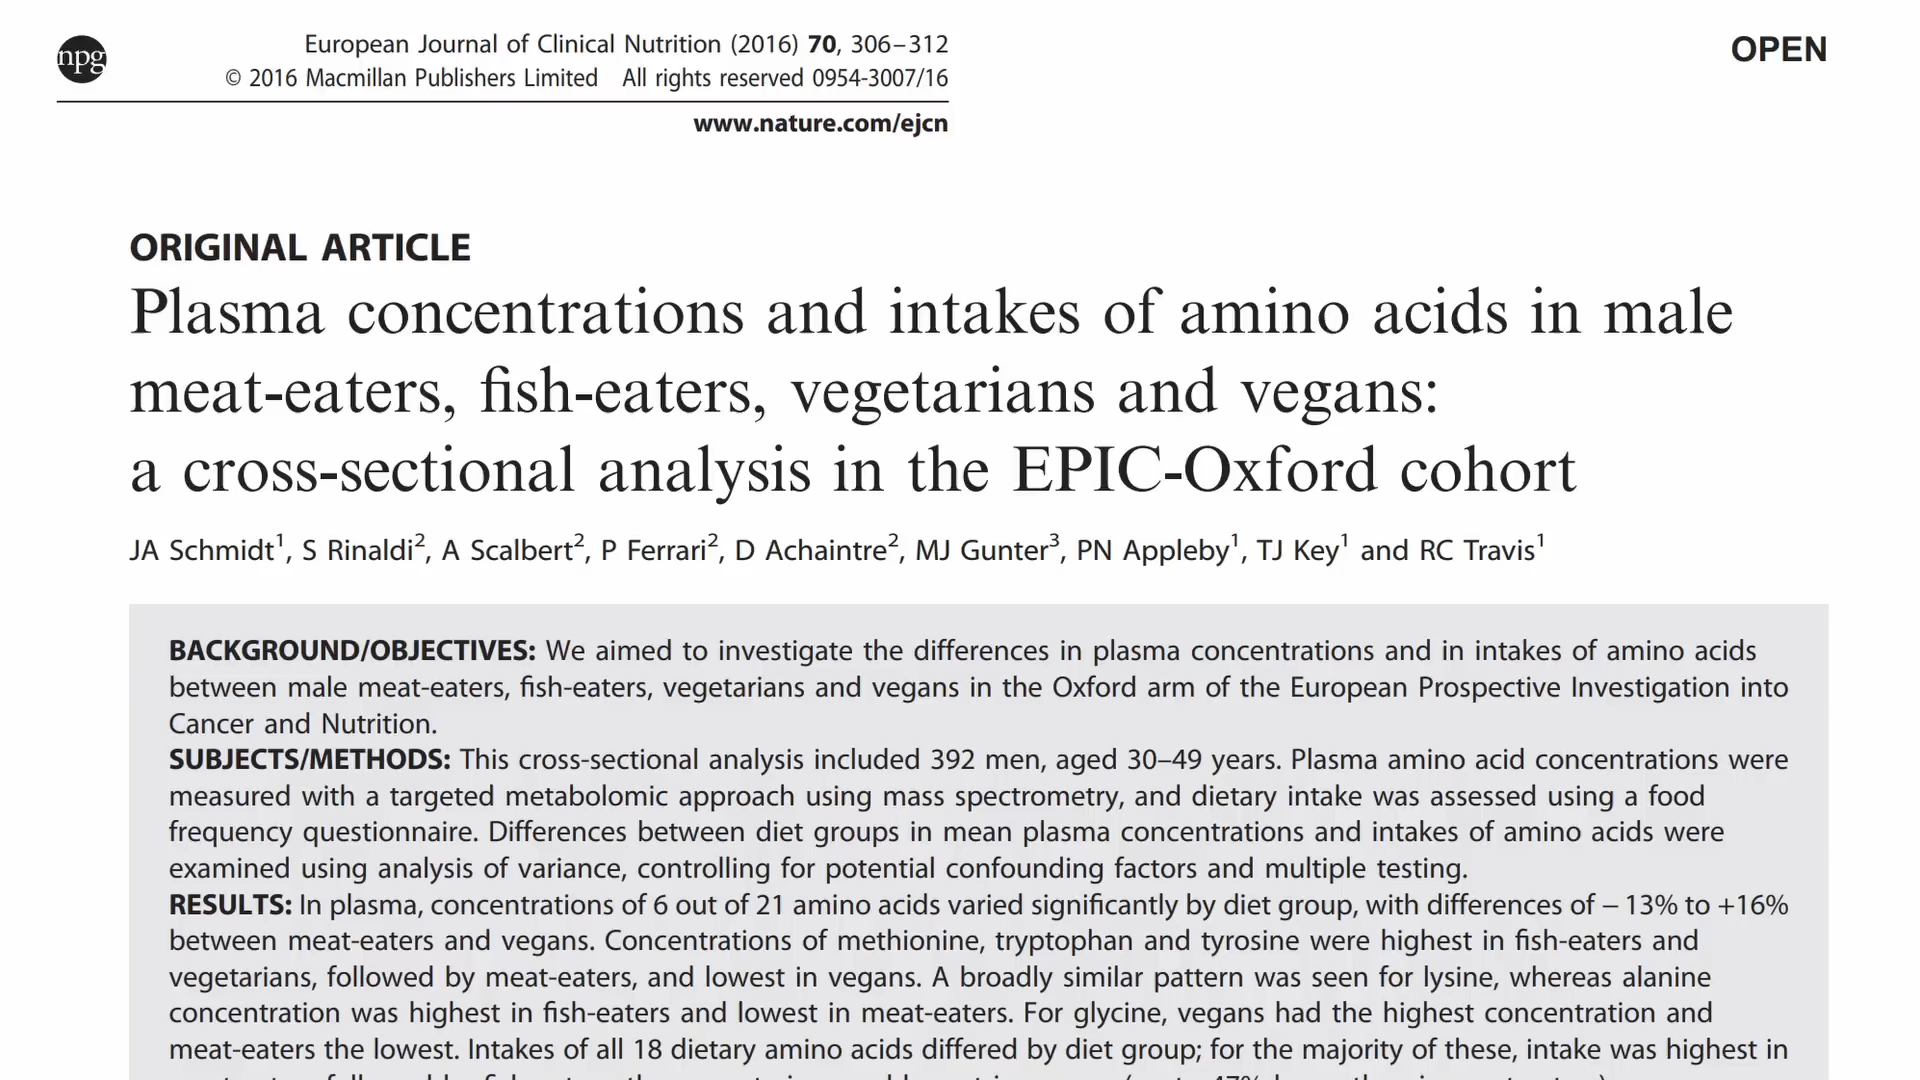 npg
European Journal of Clinical Nutrition (2016) 70, 306–312
© 2016 Macmillan Publishers Limited All rights reserved 0954-3007/16
www.nature.com/ejcn
OPEN
ORIGINAL ARTICLE
Plasma concentrations and intakes of amino acids in male
meat-eaters, fish-eaters, vegetarians and vegans:
a cross-sectional analysis in the EPIC-Oxford cohort
JA Schmidt¹, S Rinaldi², A Scalbert², P Ferrari², D Achaintre², MJ Gunter³, PN Appleby¹, TJ Key¹ and RC Travis¹
BACKGROUND/OBJECTIVES: We aimed to investigate the differences in plasma concentrations and in intakes of amino acids
between male meat-eaters, fish-eaters, vegetarians and vegans in the Oxford arm of the European Prospective Investigation into
Cancer and Nutrition.
SUBJECTS/METHODS: This cross-sectional analysis included 392 men, aged 30–49 years. Plasma amino acid concentrations were
measured with a targeted metabolomic approach using mass spectrometry, and dietary intake was assessed using a food
frequency questionnaire. Differences between diet groups in mean plasma concentrations and intakes of amino acids were
examined using analysis of variance, controlling for potential confounding factors and multiple testing.
RESULTS: In plasma, concentrations of 6 out of 21 amino acids varied significantly by diet group, with differences of − 13% to +16%
between meat-eaters and vegans. Concentrations of methionine, tryptophan and tyrosine were highest in fish-eaters and
vegetarians, followed by meat-eaters, and lowest in vegans. A broadly similar pattern was seen for lysine, whereas alanine
concentration was highest in fish-eaters and lowest in meat-eaters. For glycine, vegans had the highest concentration and
meat-eaters the lowest. Intakes of all 18 dietary amino acids differed by diet group; for the majority of these, intake was highest in